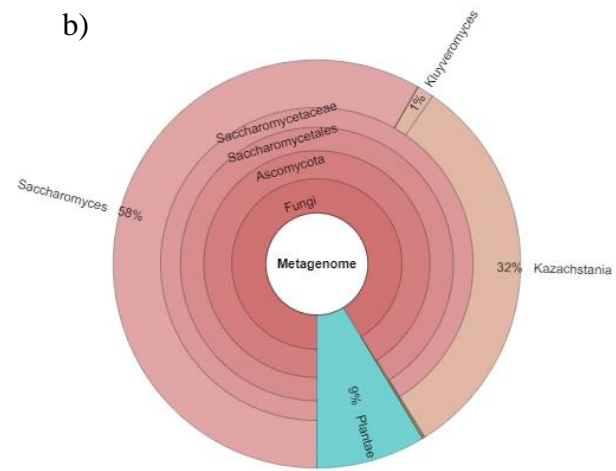 b)
Kluyveromyces
1%
Saccharomycetaceae
Saccharomycetales
Ascomycota
Fungi
Saccharomyces 58%
Metagenome
32% Kazachstania
9% Plantae